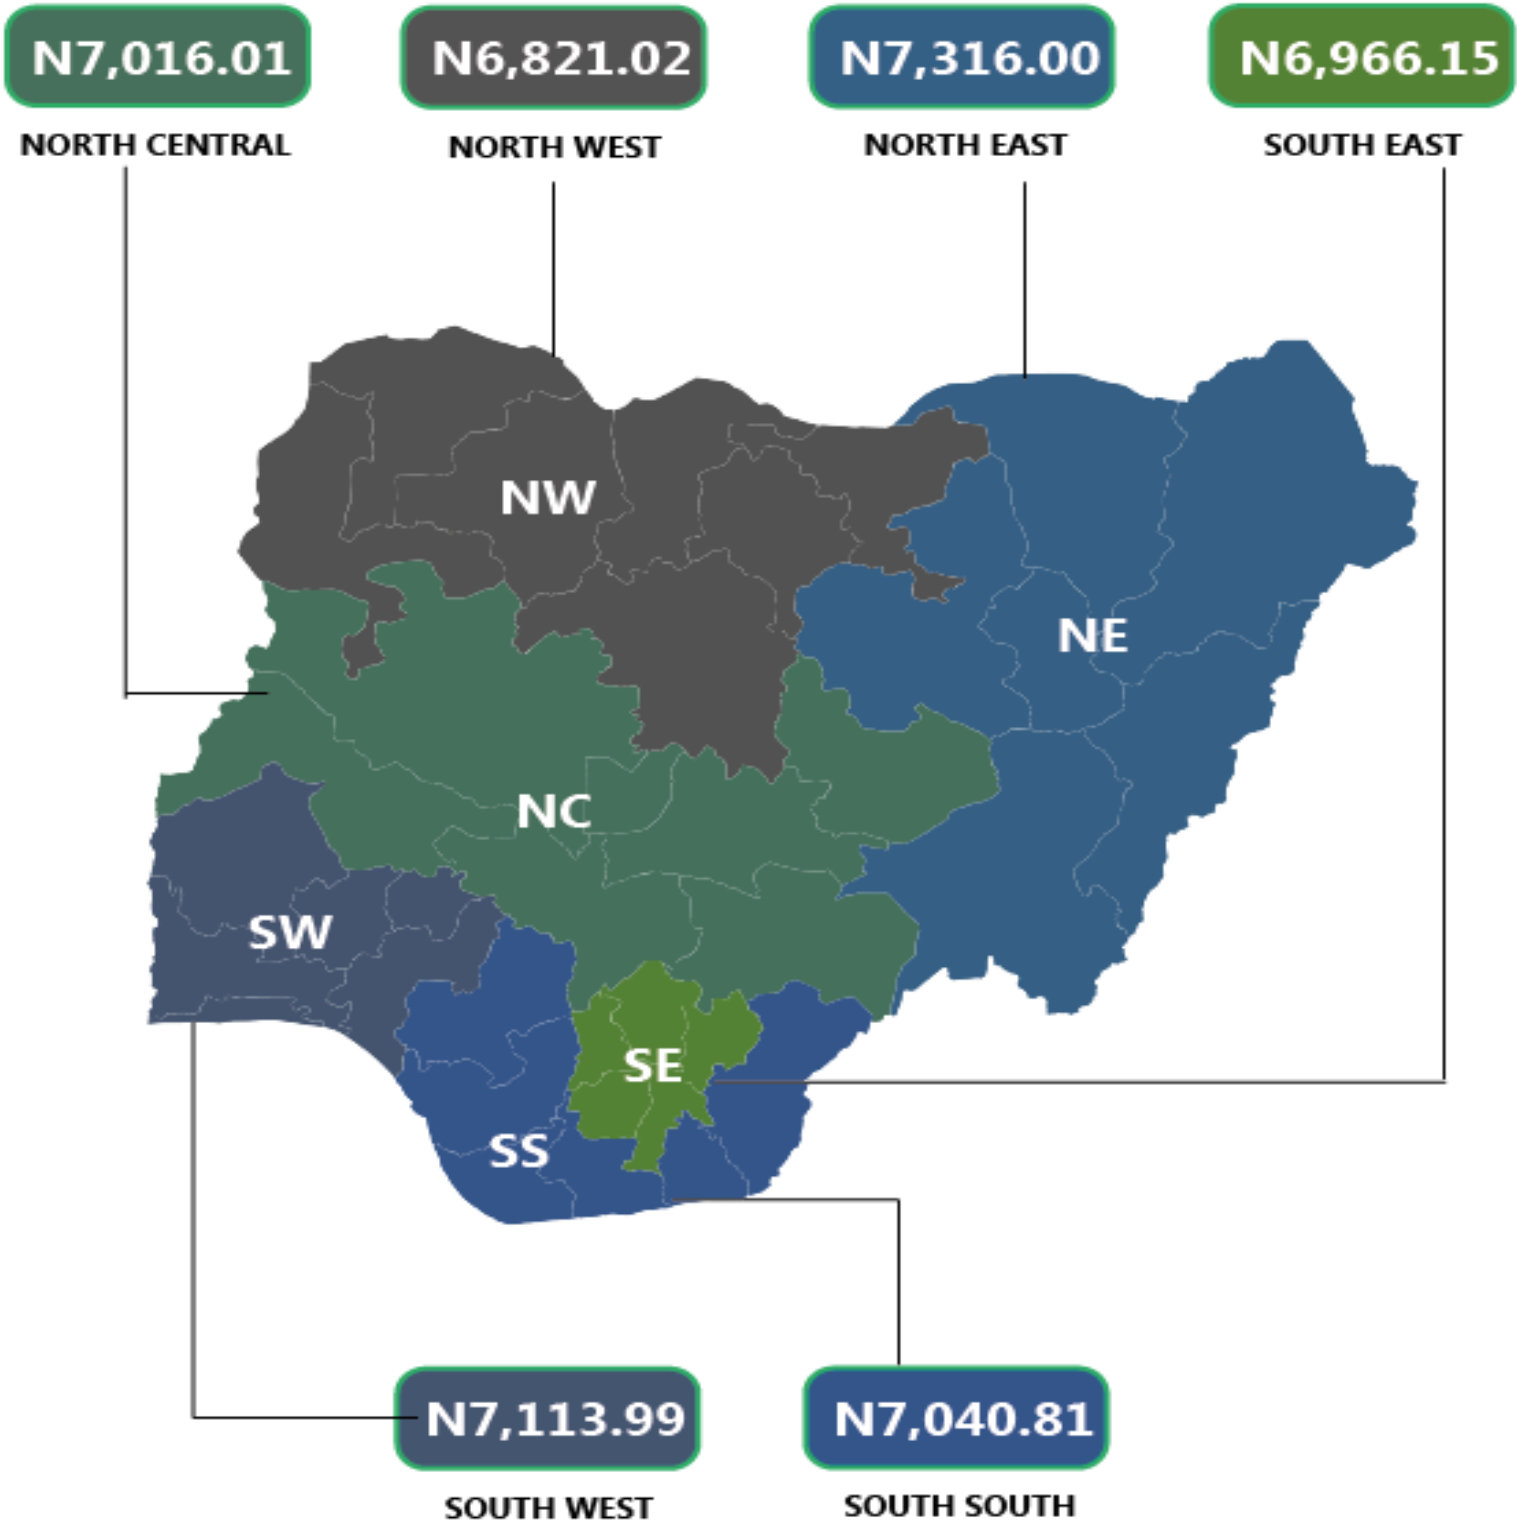 N7,016.01
N6,821.02
N7,316.00
N6,966.15
NORTH CENTRAL
NORTH WEST
NORTH EAST
SOUTH EAST
NW
NE
NC
SW
SE
SS
N7,113.99
N7,040.81
SOUTH WEST
SOUTH SOUTH